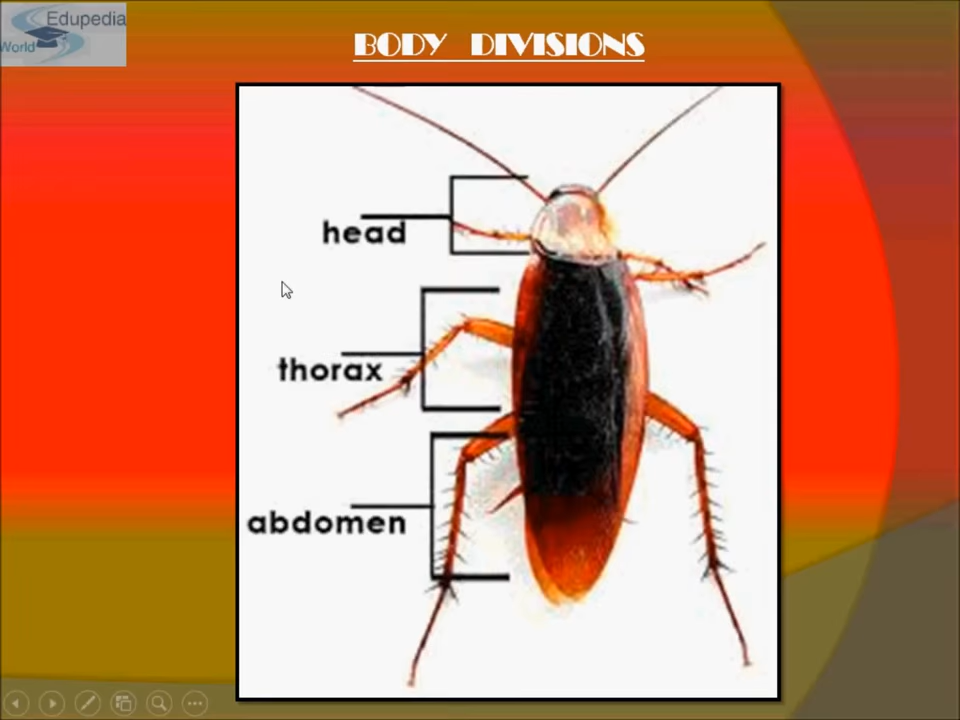 Edupedia
World
BODY DIVISIONS
head
thorax
abdomen